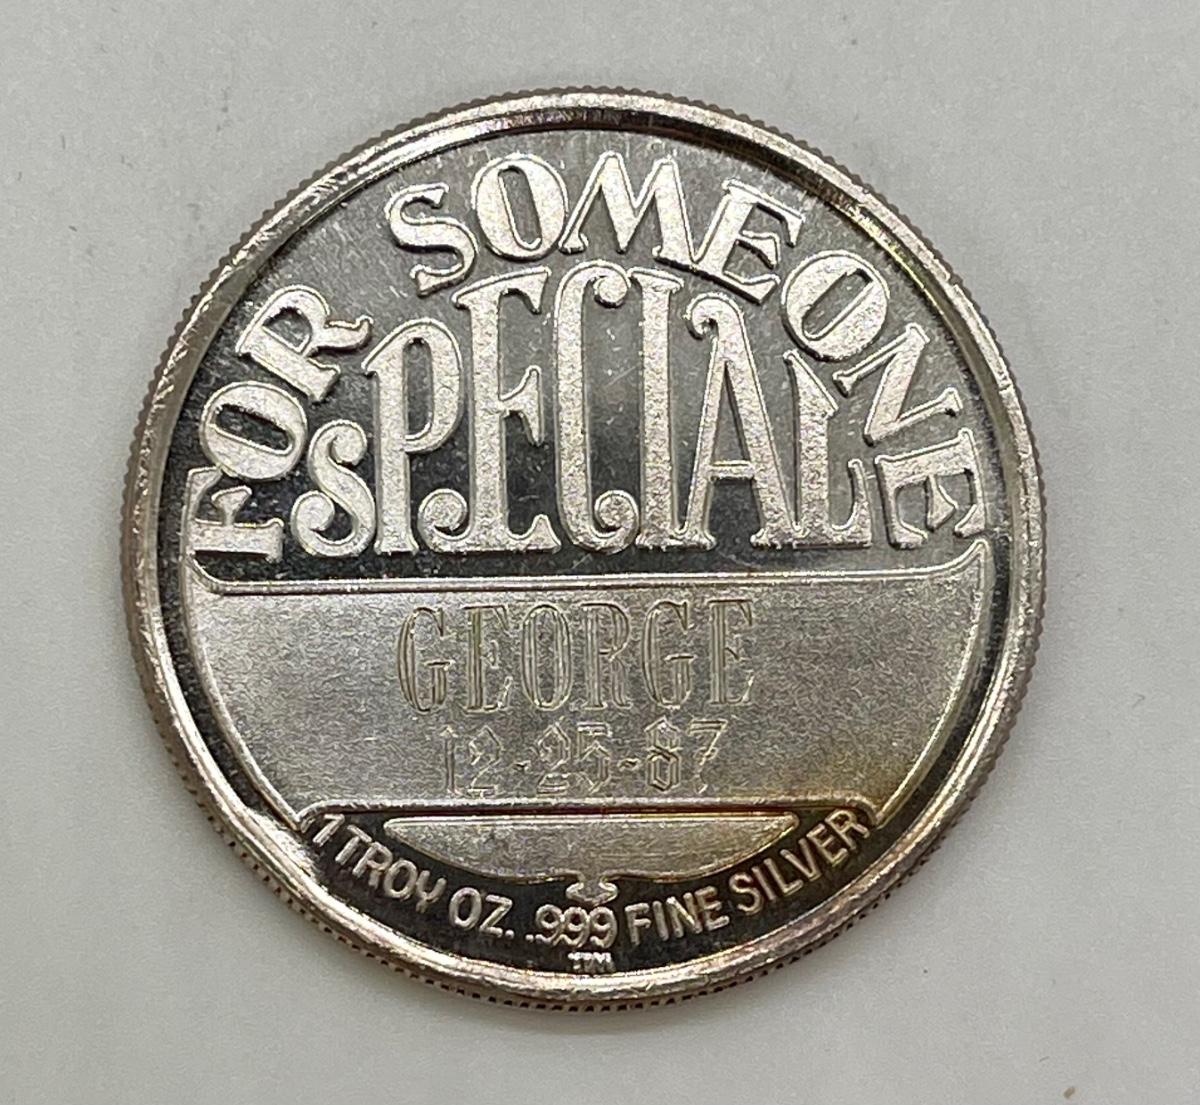 FOR SOMEONE
SPECIAL
GEORGE
12-25-87
1 TROY OZ. .999 FINE SILVER